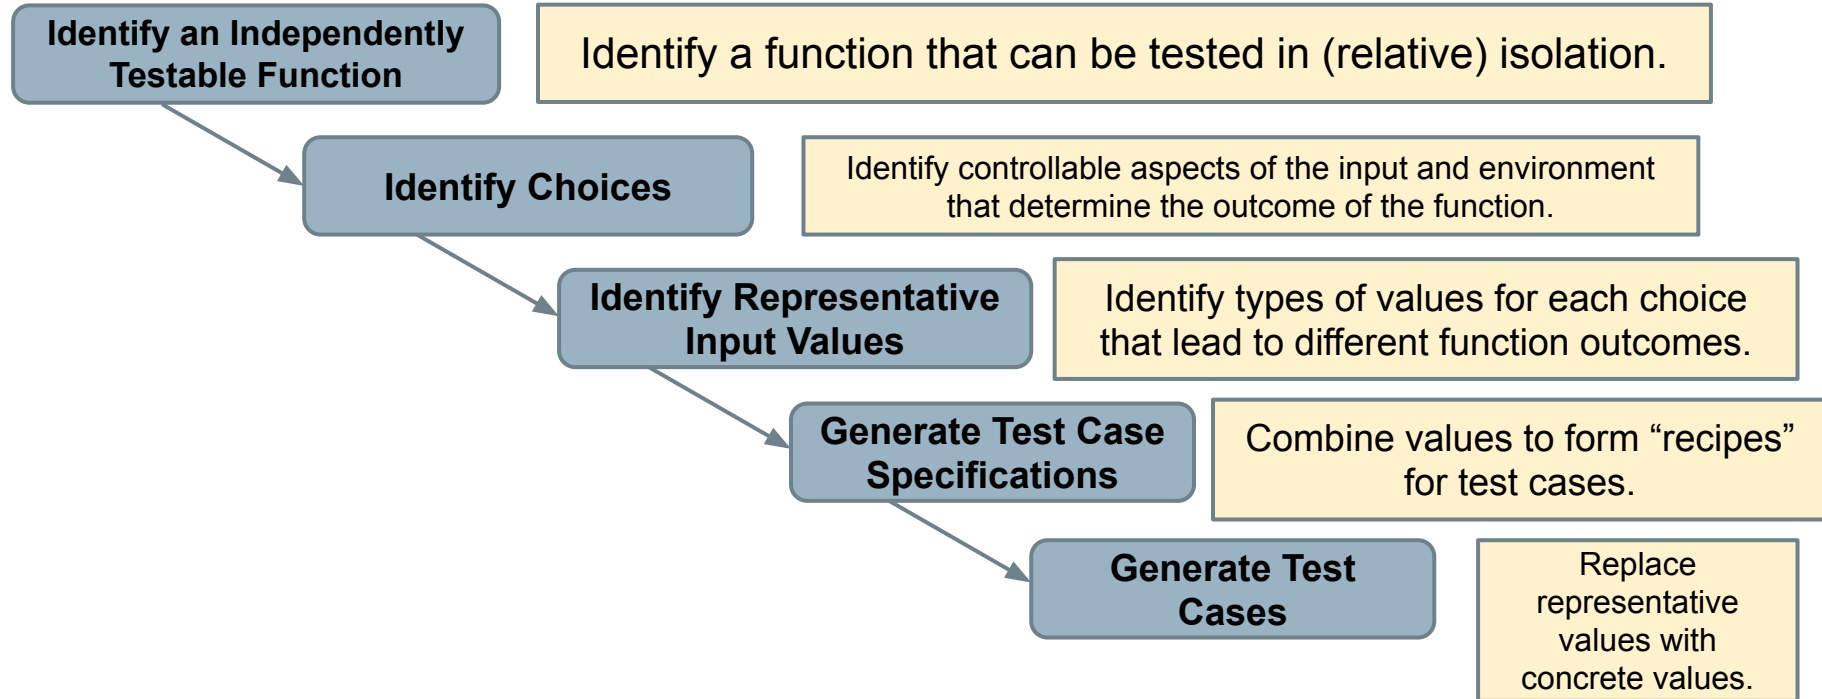 Identify an Independently
Testable Function
Identify a function that can be tested in (relative) isolation.
Identify Choices
Identify controllable aspects of the input and environment
that determine the outcome of the function.
Identify Representative
Input Values
Identify types of values for each choice
that lead to different function outcomes.
Generate Test Case
Specifications
Combine values to form “recipes”
for test cases.
Generate Test
Cases
Replace
representative
values with
concrete values.